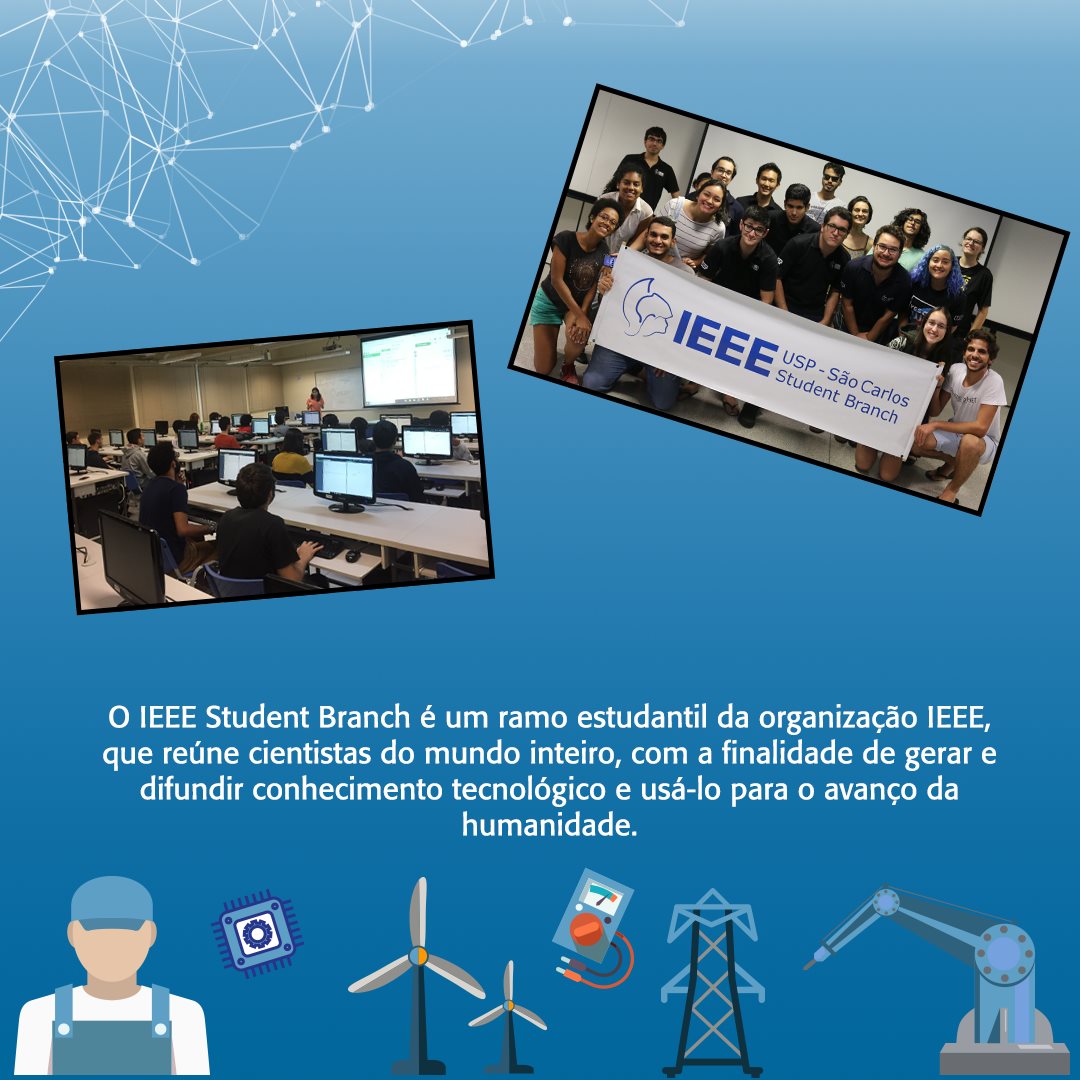 IEEE USP - São Carlos
Student Branch
O IEEE Student Branch é um ramo estudantil da organização IEEE,
que reúne cientistas do mundo inteiro, com a finalidade de gerar e
difundir conhecimento tecnológico e usá-lo para o avanço da
humanidade.